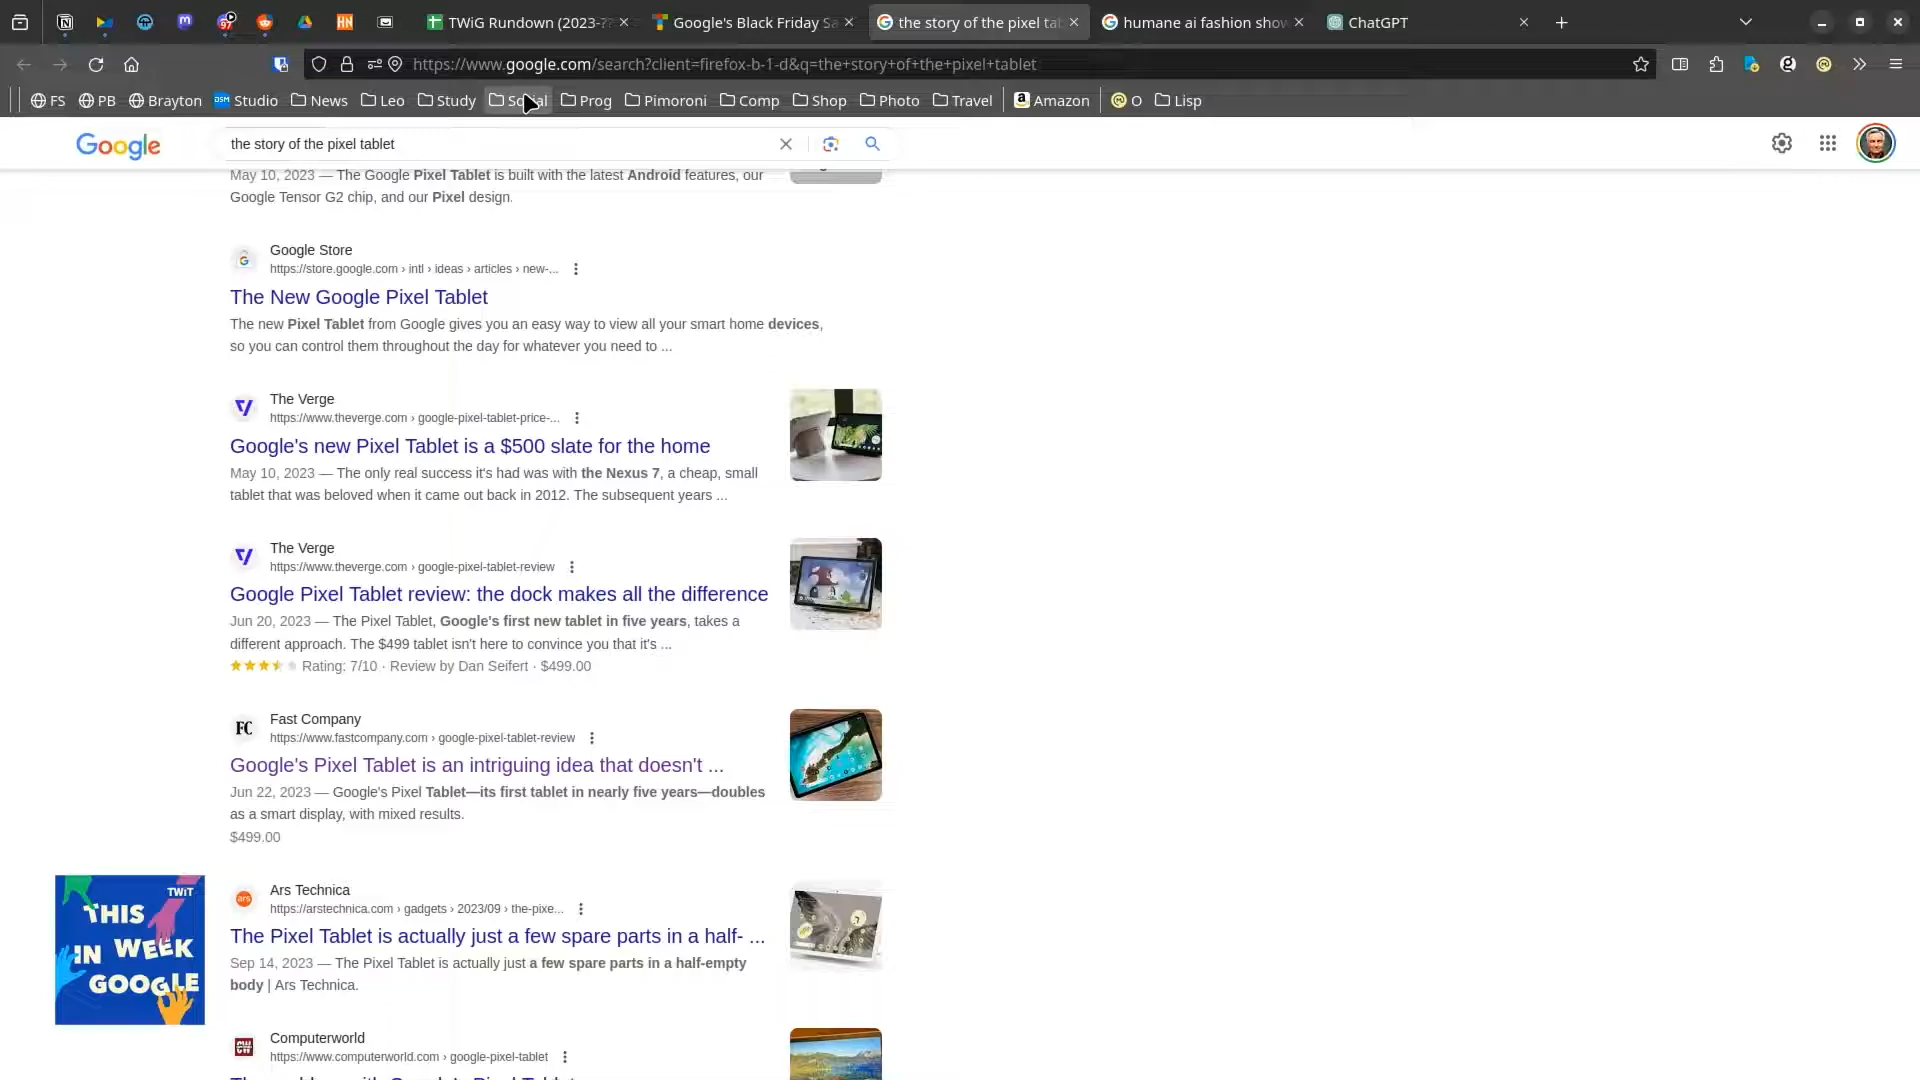 TWiG Rundown (2023-??
Google's Black Friday Sa
the story of the pixel tab
humane ai fashion show
ChatGPT
https://www.google.com/search?client=firefox-b-1-d&q=the+story+of+the+pixel+tablet
FS
PB
Brayton
DSM Studio
News
Leo
Study
Social
Prog
Pimoroni
Comp
Shop
Photo
Travel
Amazon
O
Lisp
Google
the story of the pixel tablet
May 10, 2023 — The Google Pixel Tablet is built with the latest Android features, our
Google Tensor G2 chip, and our Pixel design.
Google Store
https://store.google.com › intl › ideas › articles › new-...
The New Google Pixel Tablet
The new Pixel Tablet from Google gives you an easy way to view all your smart home devices,
so you can control them throughout the day for whatever you need to ...
The Verge
https://www.theverge.com › google-pixel-tablet-price-...
Google's new Pixel Tablet is a $500 slate for the home
May 10, 2023 — The only real success it's had was with the Nexus 7, a cheap, small
tablet that was beloved when it came out back in 2012. The subsequent years ...
The Verge
https://www.theverge.com › google-pixel-tablet-review
Google Pixel Tablet review: the dock makes all the difference
Jun 20, 2023 — The Pixel Tablet, Google's first new tablet in five years, takes a
different approach. The $499 tablet isn't here to convince you that it's ...
Rating: 7/10 · Review by Dan Seifert · $499.00
FC
Fast Company
https://www.fastcompany.com › google-pixel-tablet-review
Google's Pixel Tablet is an intriguing idea that doesn't ...
Jun 22, 2023 — Google's Pixel Tablet—its first tablet in nearly five years—doubles
as a smart display, with mixed results.
$499.00
TWiT
THIS
IN WEEK
GOOGLE
ars
Ars Technica
https://arstechnica.com › gadgets › 2023/09 › the-pixe...
The Pixel Tablet is actually just a few spare parts in a half- ...
Sep 14, 2023 — The Pixel Tablet is actually just a few spare parts in a half-empty
body | Ars Technica.
Computerworld
https://www.computerworld.com › google-pixel-tablet